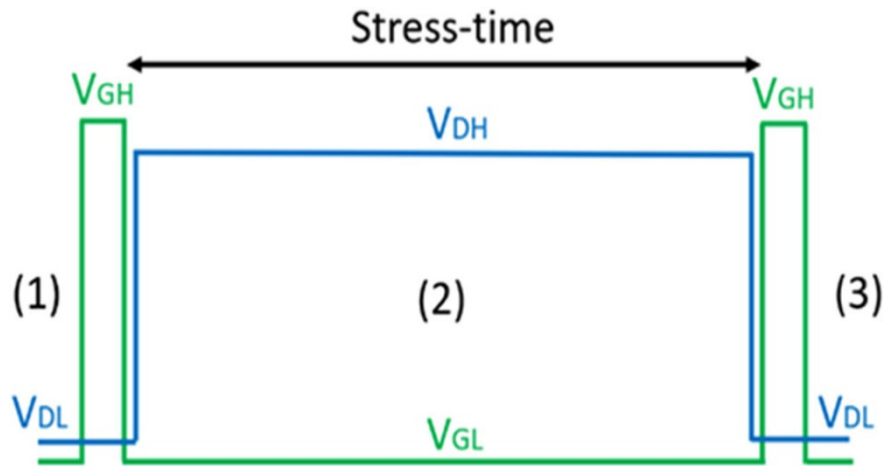 Stress-time
VGH
VGH
VDH
(1)
(2)
(3)
VDL
VGL
VDL